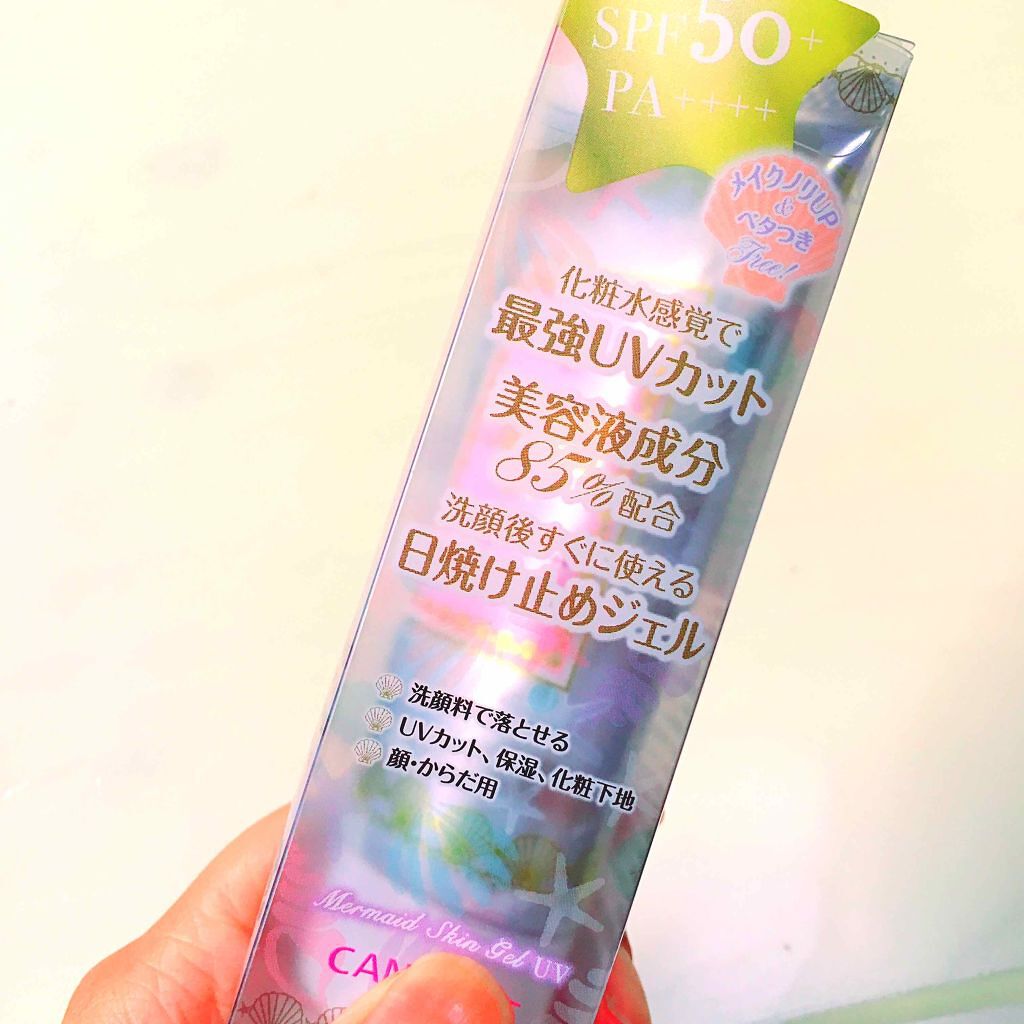 SPF50+
PA++++
メイクノリUP
&
ベタつき
Free!
化粧水感覚で
最強UVカット
美容液成分
85%配合
洗顔後すぐに使える
日焼け止めジェル
洗顔料で落とせる
UVカット、保湿、化粧下地
顔・からだ用
Mermaid Skin Gel UV
CAN